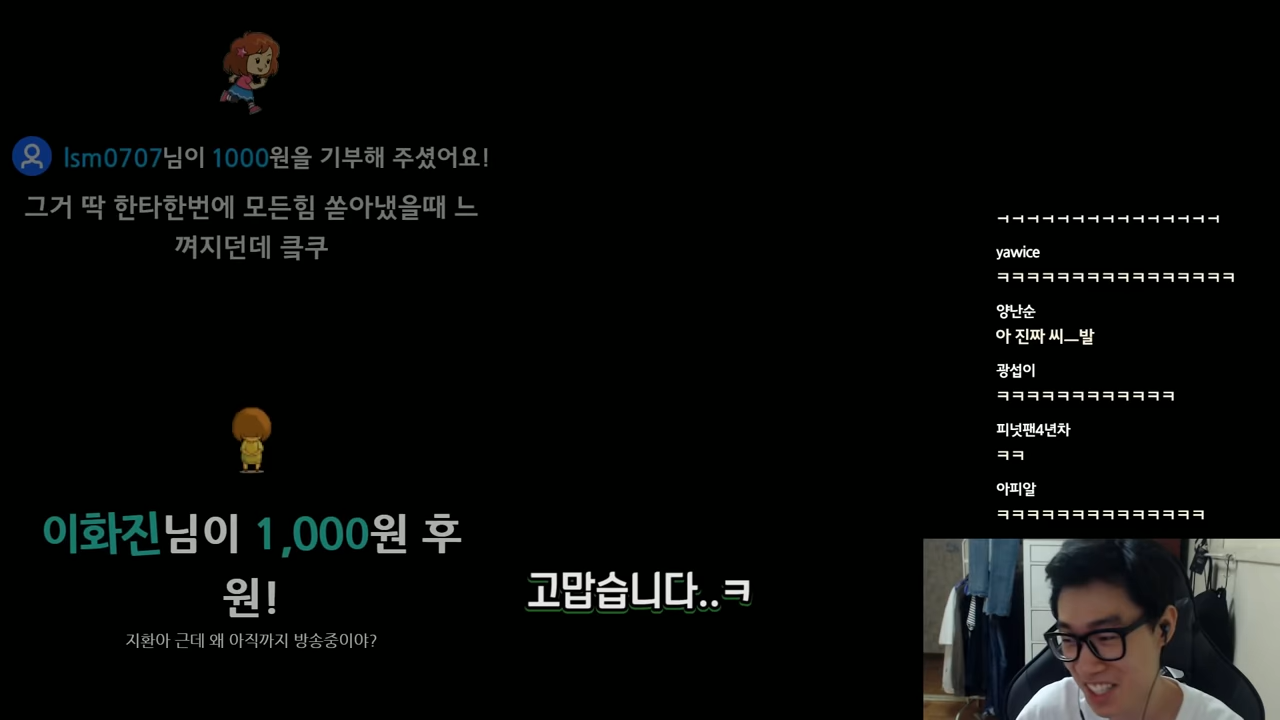 lsm0707님이 1000원을 기부해 주셨어요!
그거 딱 한타한번에 모든힘 쏟아냈을때 느
껴지던데 킄쿠
이화진님이 1,000원 후
원!
지환아 근데 왜 아직까지 방송중이야?
고맙습니다..ㅋ
yawice
ㅋㅋㅋㅋㅋㅋㅋㅋㅋㅋㅋㅋㅋㅋㅋㅋ
양난순
아 진짜 씨ㅡ발
광섭이
ㅋㅋㅋㅋㅋㅋㅋㅋㅋㅋㅋㅋ
피넛팬4년차
ㅋㅋ
아피알
ㅋㅋㅋㅋㅋㅋㅋㅋㅋㅋㅋㅋㅋㅋ